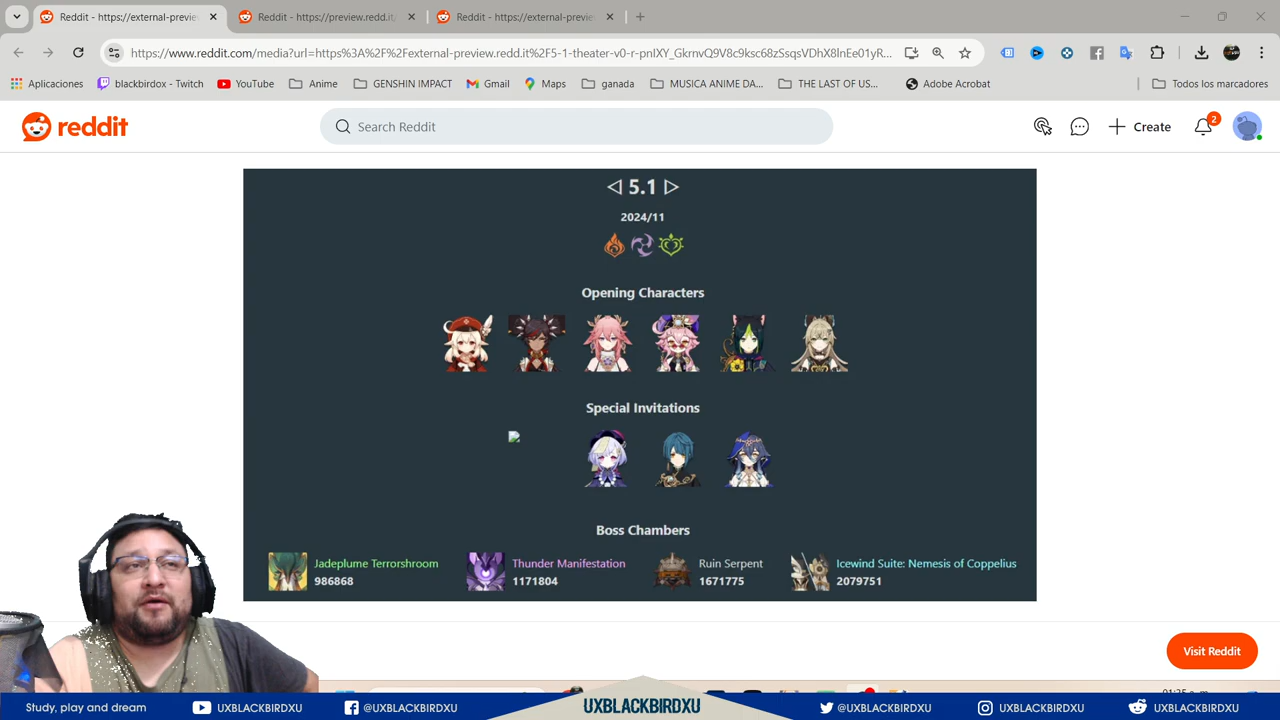 Reddit - https://external-previe
Reddit - https://preview.redd.it/
Reddit - https://external-previe
https://www.reddit.com/media?url=https%3A%2F%2Fexternal-preview.redd.it%2F5-1-theater-v0-r-pnIXY_GkrnvQ9V8c9ksc68zSsqsVDhX8lnEe01yR...
Aplicaciones
blackbirdox - Twitch
YouTube
Anime
GENSHIN IMPACT
Gmail
Maps
ganada
MUSICA ANIME DA...
THE LAST OF US...
Adobe Acrobat
Todos los marcadores
reddit
Search Reddit
Create
2
5.1
2024/11
Opening Characters
Special Invitations
Boss Chambers
Jadeplume Terrorshroom
986868
Thunder Manifestation
1171804
Ruin Serpent
1671775
Icewind Suite: Nemesis of Coppelius
2079751
Visit Reddit
Study, play and dream
UXBLACKBIRDXU
@UXBLACKBIRDXU
UXBLACKBIRDXU
@UXBLACKBIRDXU
UXBLACKBIRDXU
UXBLACKBIRDXU